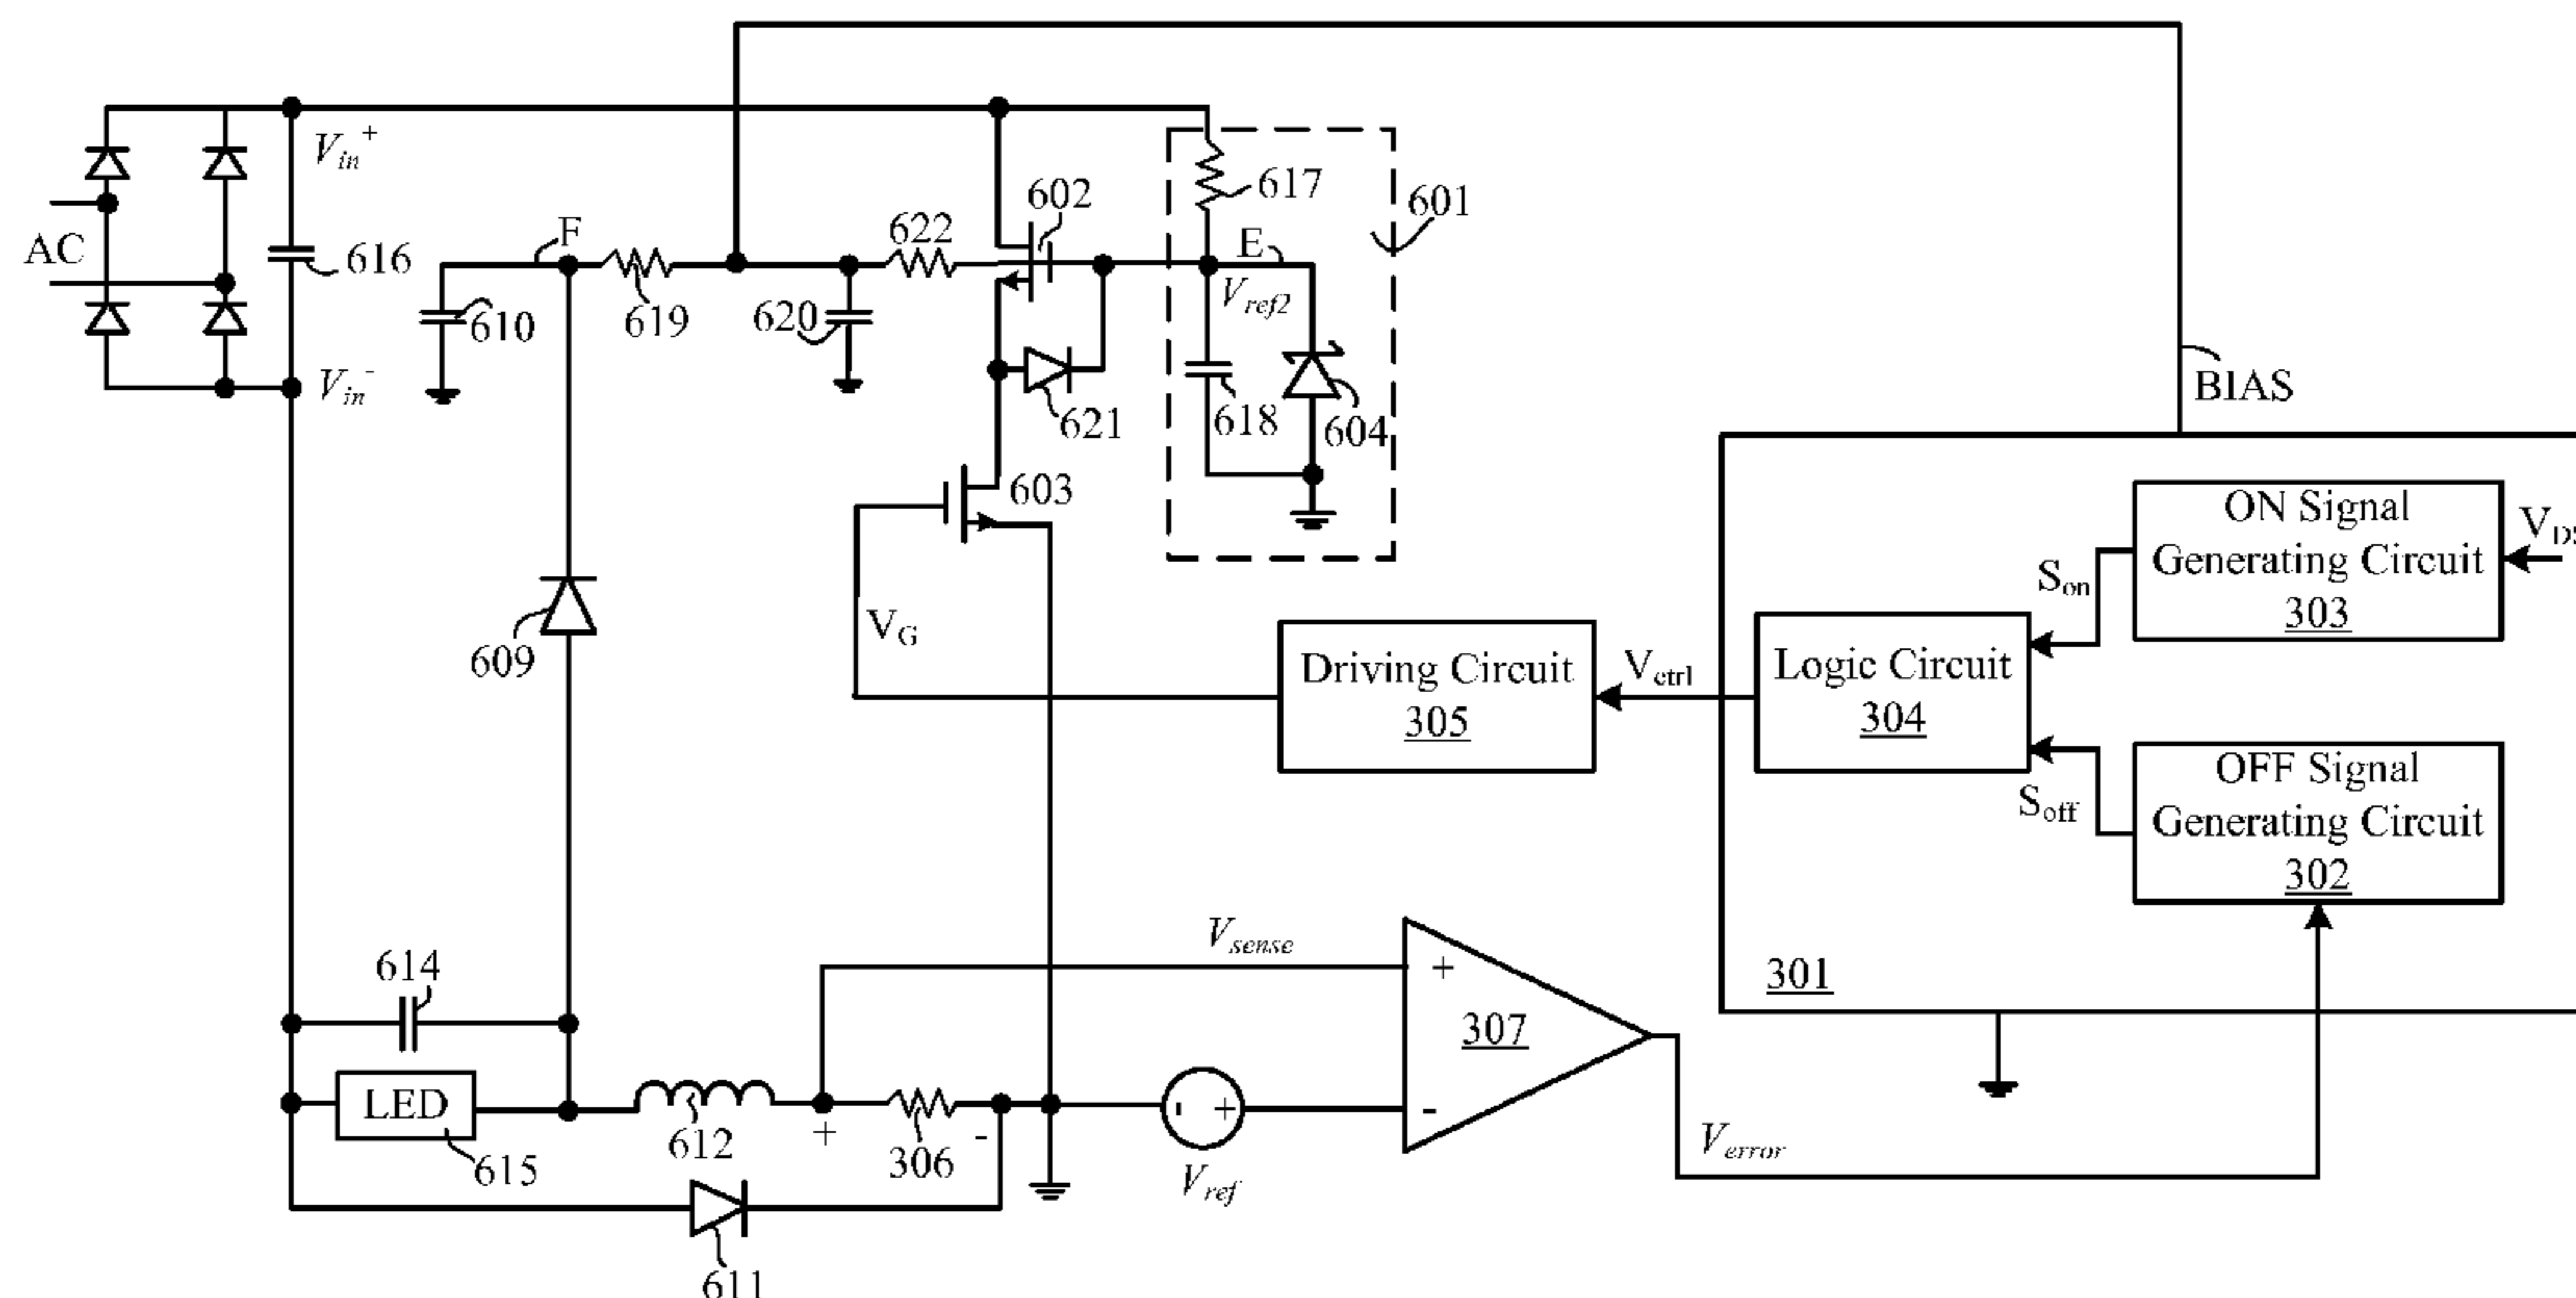 V_in^+
AC
616
V_in^-
F
610
619
620
622
602
621
603
E
V_ref2
617
601
618
604
BIAS
ON Signal
Generating Circuit
303
S_on
V_G
609
Driving Circuit
305
V_ctrl
Logic Circuit
304
S_off
OFF Signal
Generating Circuit
302
301
614
V_sense
+
307
-
LED
615
612
+
306
-
- +
V_ref
V_error
611